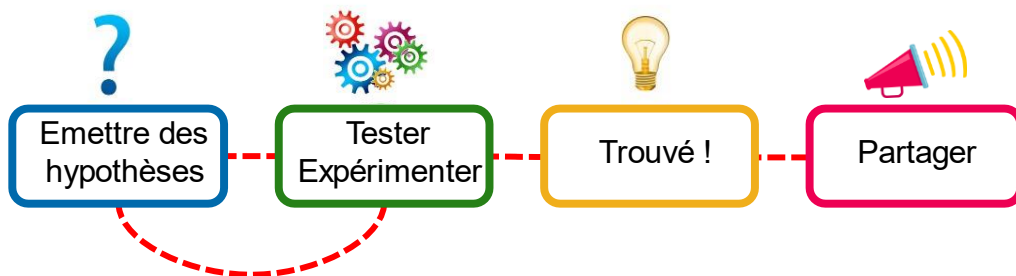 Emettre des
hypothèses
Tester
Expérimenter
Trouvé !
Partager